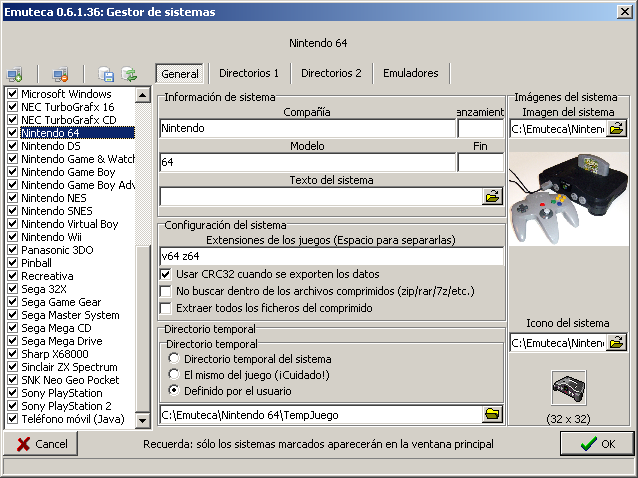 Emuteca 0.6.1.36: Gestor de sistemas
Nintendo 64
General
Directorios 1
Directorios 2
Emuladores
Microsoft Windows
NEC TurboGrafx 16
NEC TurboGrafx CD
Nintendo 64
Nintendo DS
Nintendo Game & Watch
Nintendo Game Boy
Nintendo Game Boy Adv
Nintendo NES
Nintendo SNES
Nintendo Virtual Boy
Nintendo Wii
Panasonic 3DO
Pinball
Recreativa
Sega 32X
Sega Game Gear
Sega Master System
Sega Mega CD
Sega Mega Drive
Sharp X68000
Sinclair ZX Spectrum
SNK Neo Geo Pocket
Sony PlayStation
Sony PlayStation 2
Teléfono móvil (Java)
Información de sistema
Compañía
anzamient
Nintendo
Modelo
Fin
64
Texto del sistema
Configuración del sistema
Extensiones de los juegos (Espacio para separarlas)
v64 z64
Usar CRC32 cuando se exporten los datos
No buscar dentro de los archivos comprimidos (zip/rar/7z/etc.)
Extraer todos los ficheros del comprimido
Directorio temporal
Directorio temporal
Directorio temporal del sistema
El mismo del juego (¡Cuidado!)
Definido por el usuario
C:\Emuteca\Nintendo 64\TempJuego
Imágenes del sistema
Imagen del sistema
C:\Emuteca\Ninten
Icono del sistema
C:\Emuteca\Ninten
(32 x 32)
Cancel
Recuerda: sólo los sistemas marcados aparecerán en la ventana principal
OK